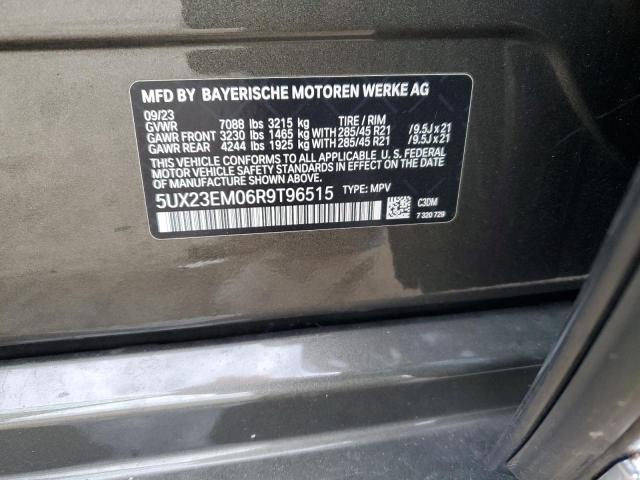 MFD BY BAYERISCHE MOTOREN WERKE AG
09/23
GVWR 7088 lbs 3215 kg TIRE / RIM
GAWR FRONT 3230 lbs 1465 kg WITH 285/45 R21 /9.5J x 21
GAWR REAR 4244 lbs 1925 kg WITH 285/45 R21 /9.5J x 21
THIS VEHICLE CONFORMS TO ALL APPLICABLE U. S. FEDERAL
MOTOR VEHICLE SAFETY STANDARDS IN EFFECT ON THE
DATE OF MANUFACTURE SHOWN ABOVE.
5UX23EM06R9T96515 TYPE: MPV
C3DM
7 320 729